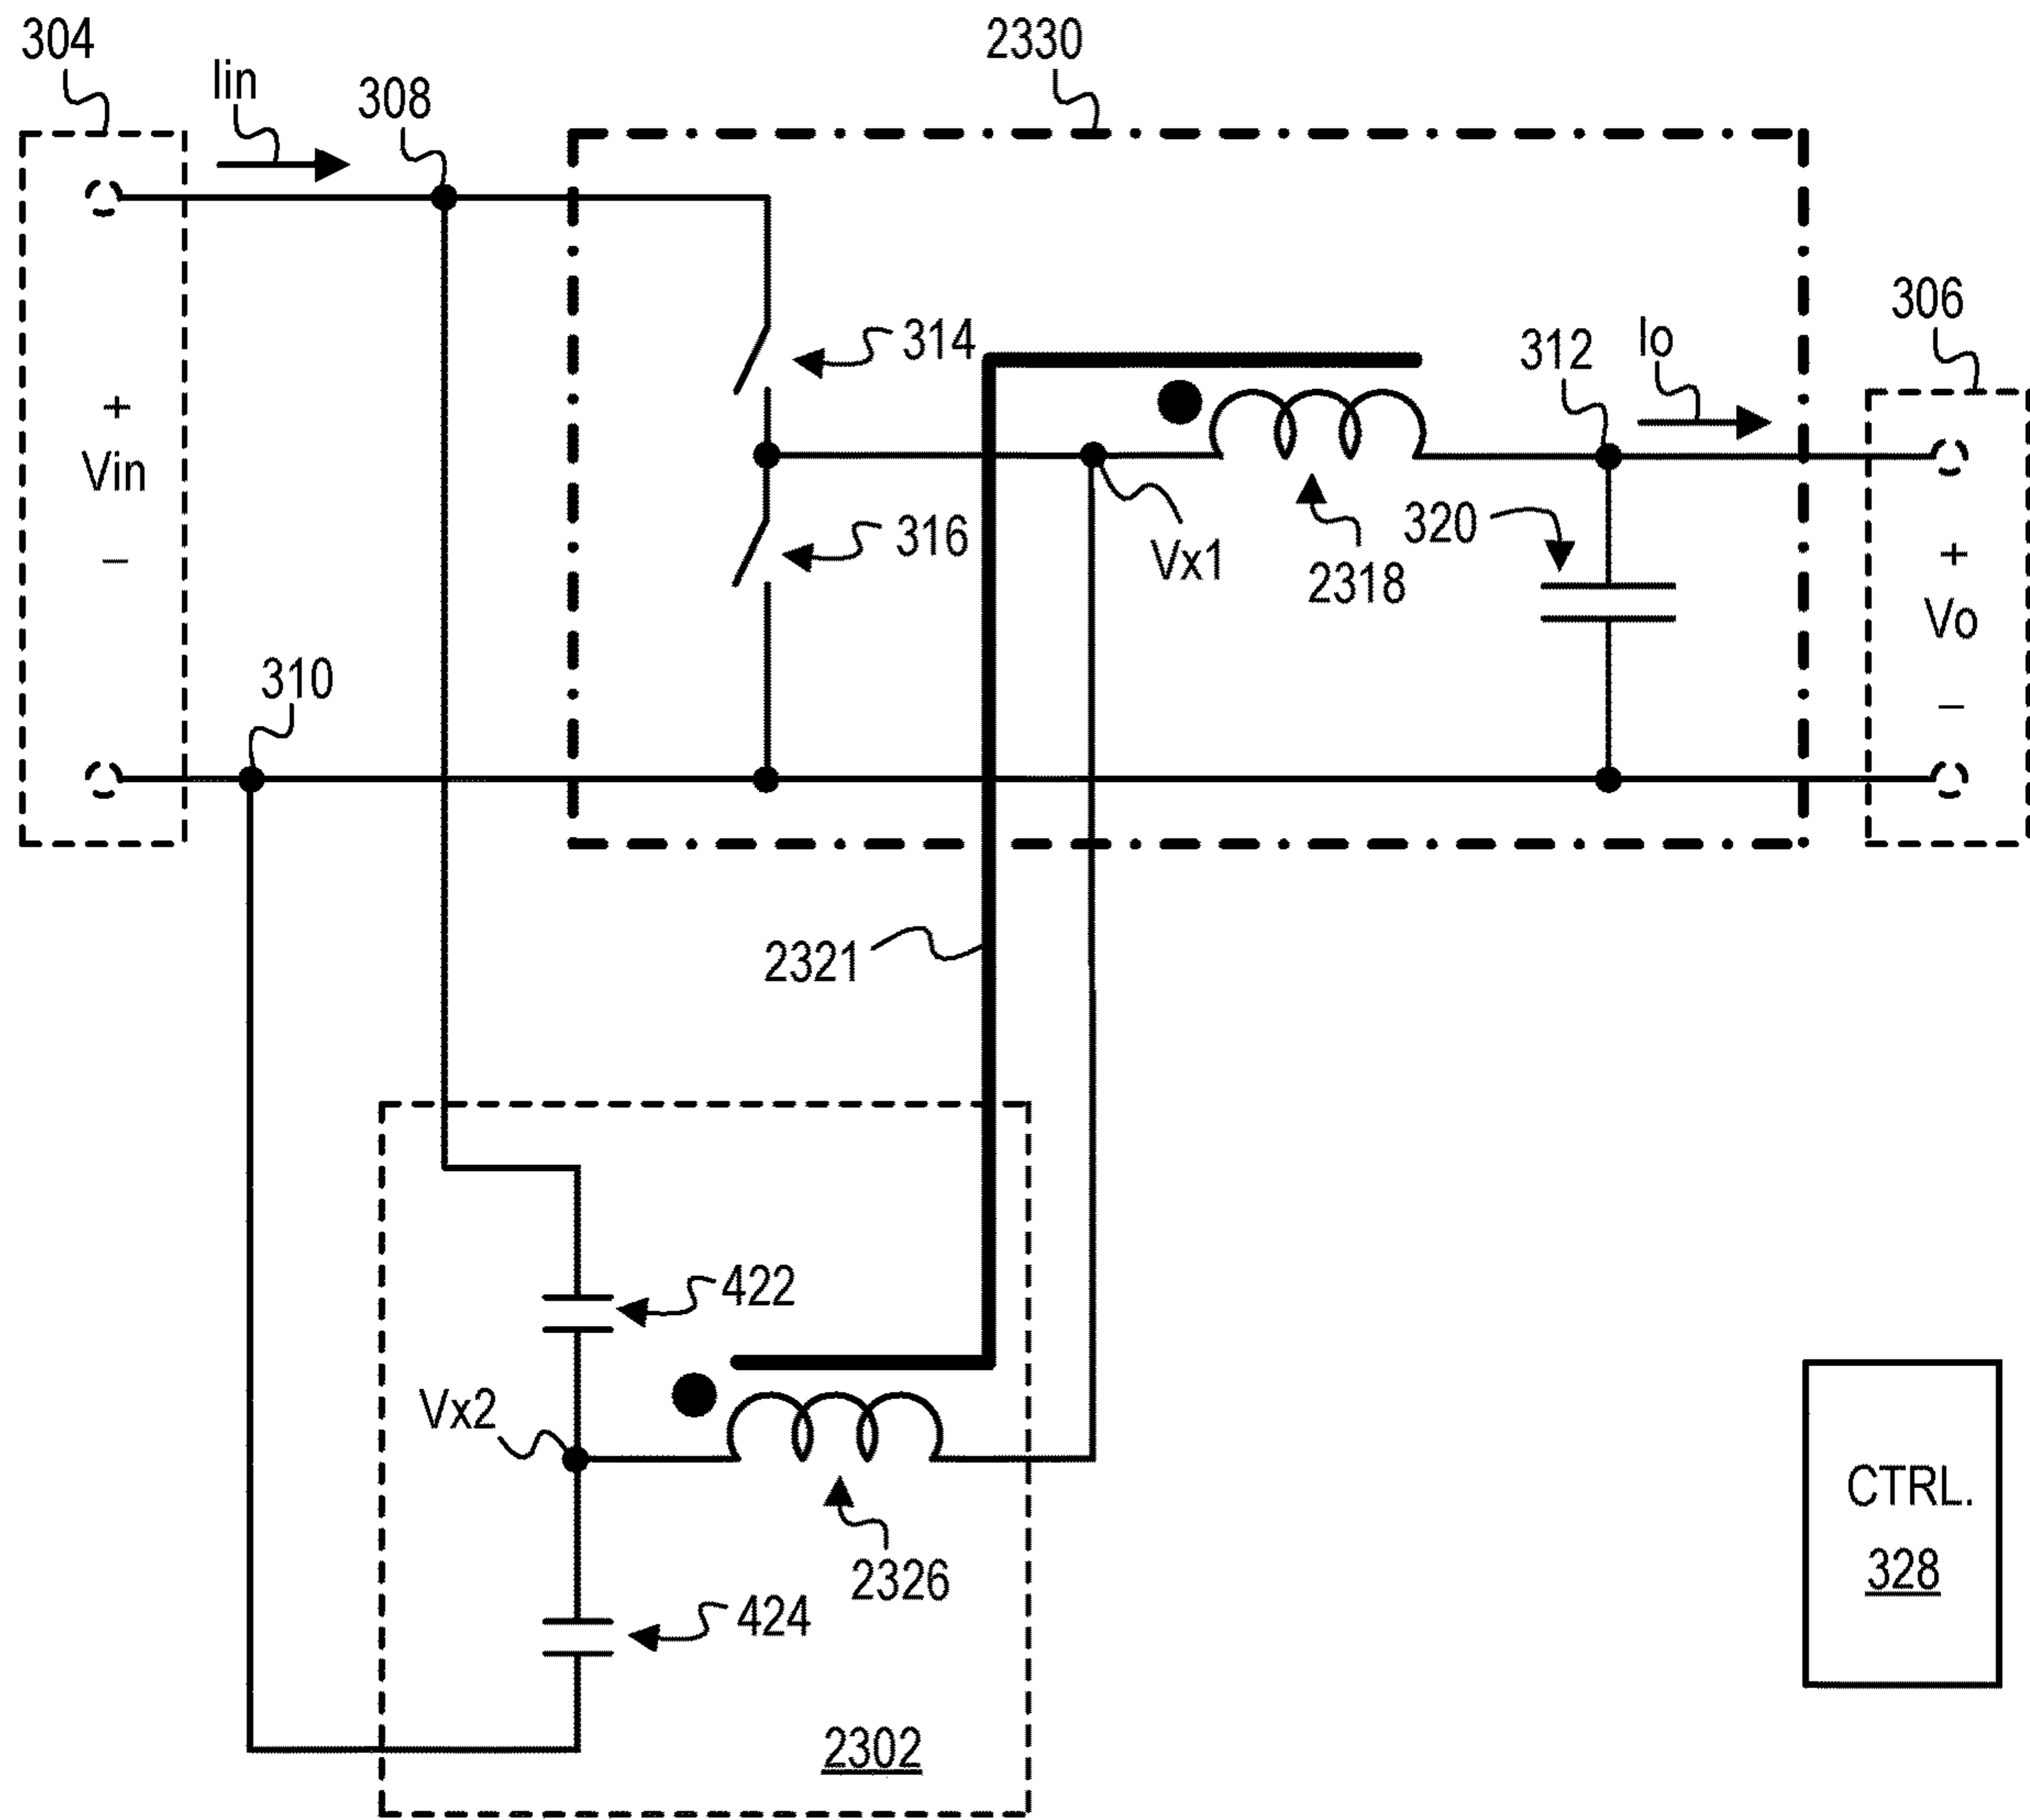 304
Iin
308
2330
+
Vin
–
310
314
316
Vx1
2318
312
Io
320
306
+
Vo
–
2321
422
Vx2
2326
424
2302
CTRL.
328